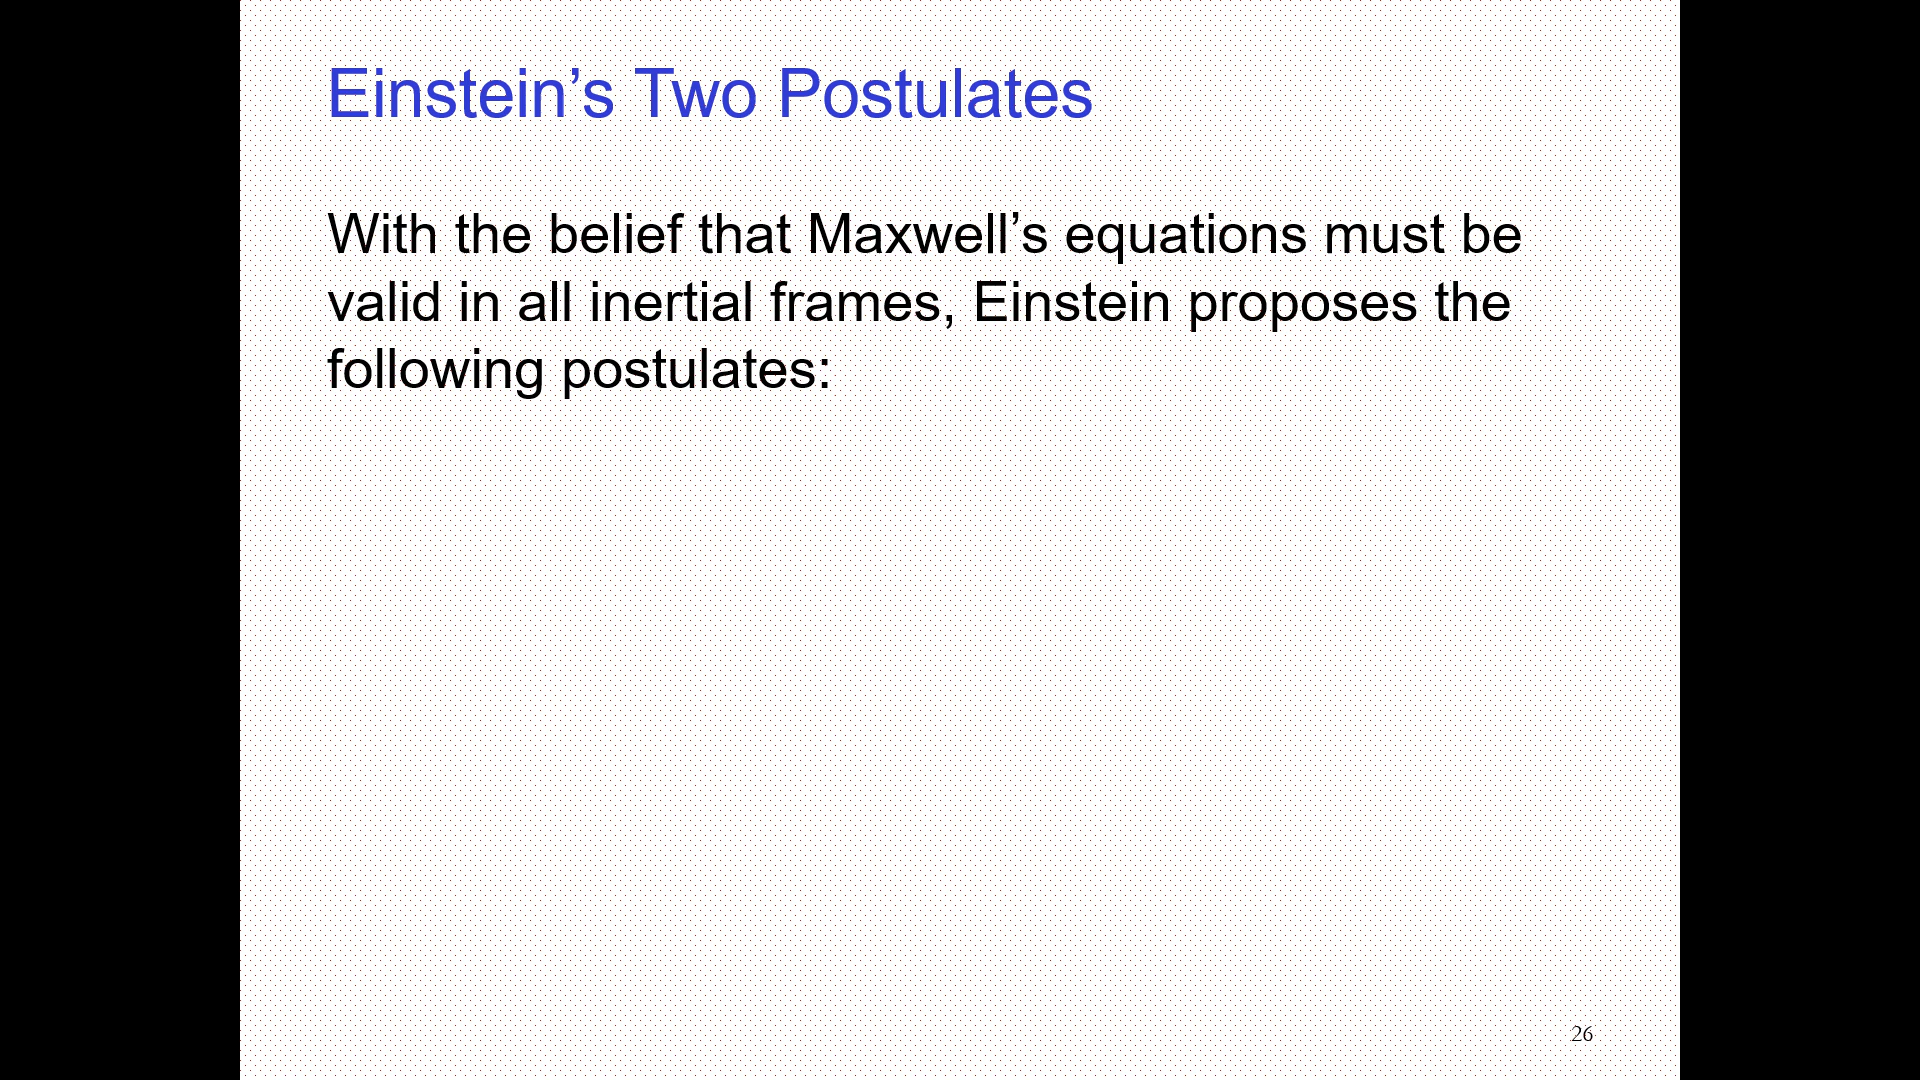 Einstein’s Two Postulates
With the belief that Maxwell’s equations must be
valid in all inertial frames, Einstein proposes the
following postulates:
26